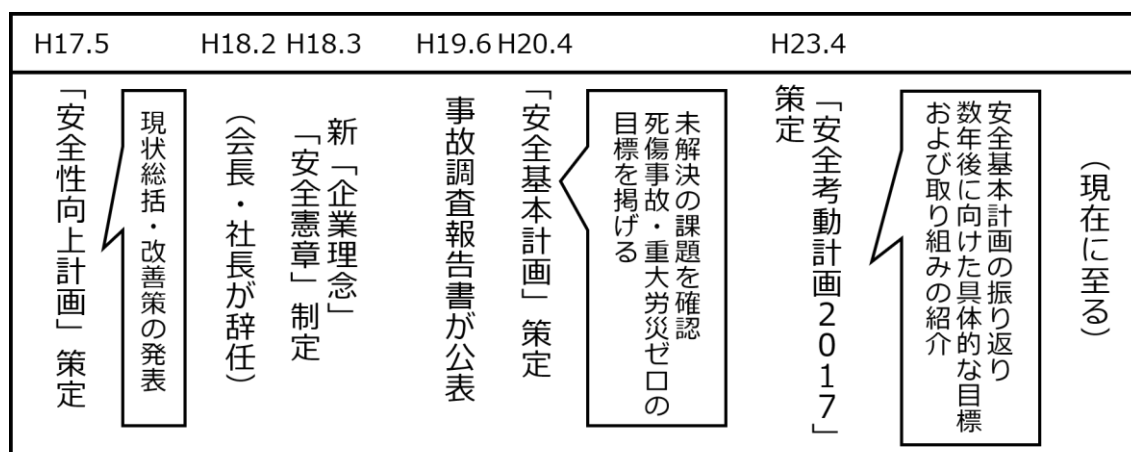 H17.5
H18.2
H18.3
H19.6
H20.4
H23.4
「安全性向上計画」策定
現状総括・改善策の発表
（会長・社長が辞任）
新「企業理念」
「安全憲章」制定
事故調査報告書が公表
「安全基本計画」策定
未解決の課題を確認
死傷事故・重大労災ゼロの
目標を掲げる
「安全考動計画2017」
策定
安全基本計画の振り返り
数年後に向けた具体的な目標
および取り組みの紹介
（現在に至る）